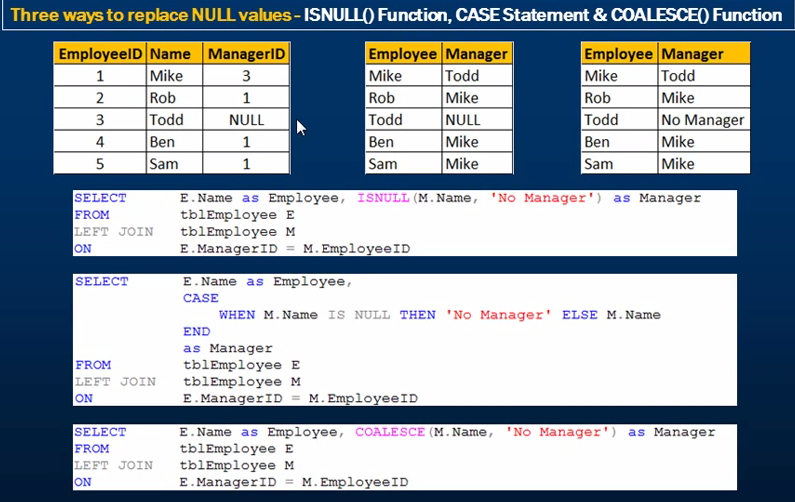 Three ways to replace NULL values - ISNULL() Function, CASE Statement & COALESCE() Function
EmployeeID Name ManagerID
1 Mike 3
2 Rob 1
3 Todd NULL
4 Ben 1
5 Sam 1
Employee Manager
Mike Todd
Rob Mike
Todd NULL
Ben Mike
Sam Mike
Employee Manager
Mike Todd
Rob Mike
Todd No Manager
Ben Mike
Sam Mike
SELECT E.Name as Employee, ISNULL(M.Name, 'No Manager') as Manager
FROM tblEmployee E
LEFT JOIN tblEmployee M
ON E.ManagerID = M.EmployeeID
SELECT E.Name as Employee,
CASE
WHEN M.Name IS NULL THEN 'No Manager' ELSE M.Name
END
as Manager
FROM tblEmployee E
LEFT JOIN tblEmployee M
ON E.ManagerID = M.EmployeeID
SELECT E.Name as Employee, COALESCE(M.Name, 'No Manager') as Manager
FROM tblEmployee E
LEFT JOIN tblEmployee M
ON E.ManagerID = M.EmployeeID